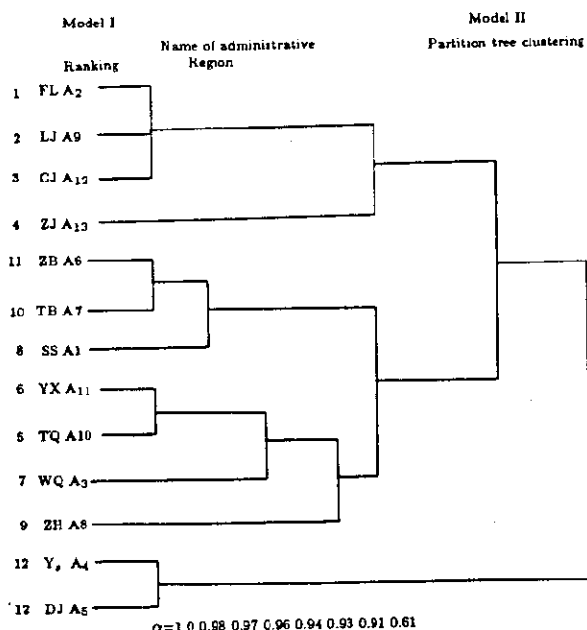 Model I
Model II
Name of administrative
Region
Partition tree clustering
Ranking
1 FL A2
2 LJ A9
3 CJ A12
4 ZJ A13
11 ZB A6
10 TB A7
8 SS A1
6 YX A11
5 TQ A10
7 WQ A3
9 ZH A8
12 A4
12 DJ A5
α=1.0 0.98 0.97 0.96 0.94 0.93 0.91 0.61